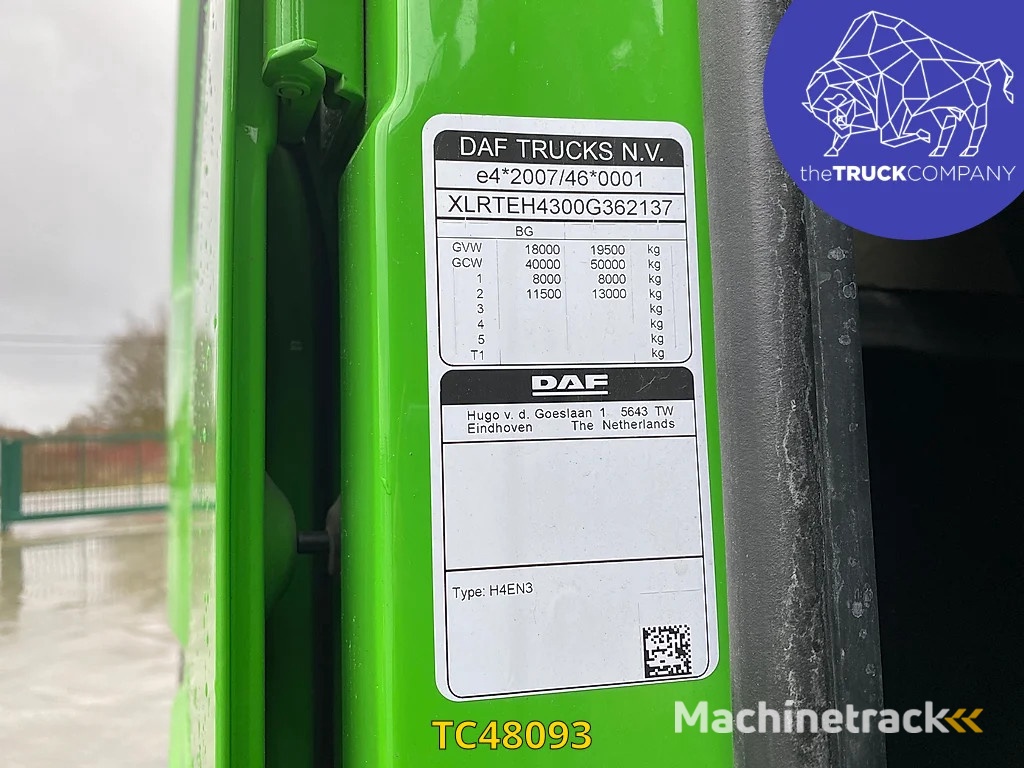 theTRUCKCOMPANY
DAF TRUCKS N.V.
e4*2007/46*0001
XLRTEH4300G362137
BG
GVW 18000 19500 kg
GCW 40000 50000 kg
1 8000 8000 kg
2 11500 13000 kg
3 kg
4 kg
5 kg
T1 kg
DAF
Hugo v. d. Goeslaan 1 5643 TW
Eindhoven The Netherlands
Type: H4EN3
TC48093
Machinetrack